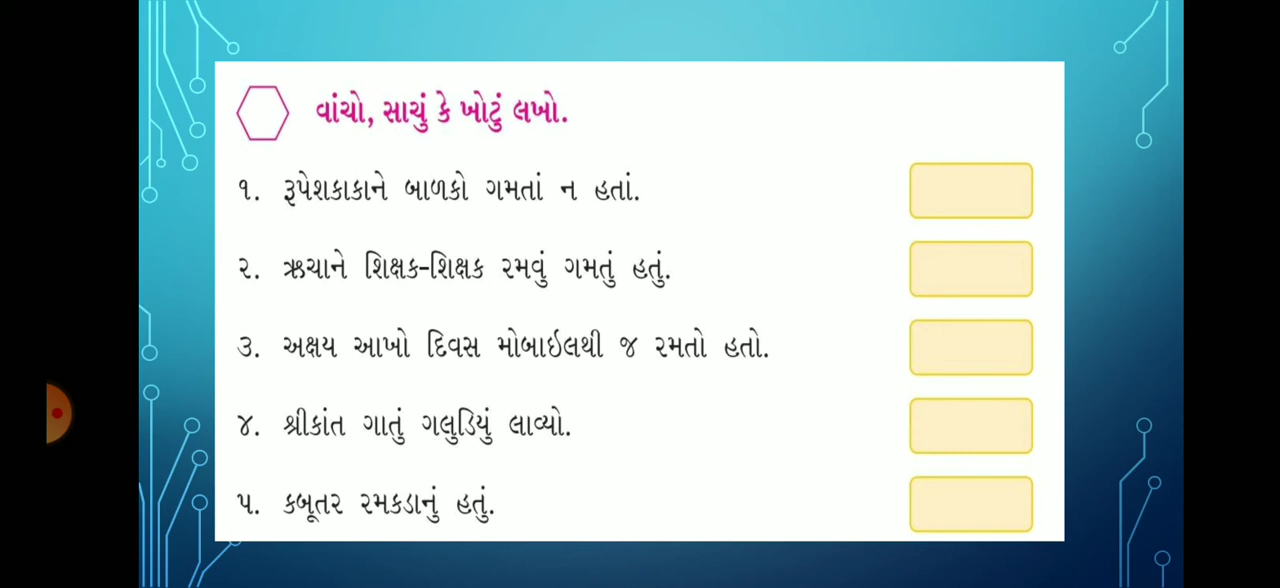 વાંચો, સાચું કે ખોટું લખો.
૧. રૂપેશકાકાને બાળકો ગમતાં ન હતાં.
૨. ઋચાને શિક્ષક-શિક્ષક રમવું ગમતું હતું.
૩. અક્ષય આખો દિવસ મોબાઇલથી જ રમતો હતો.
૪. શ્રીકાંત ગાતું ગલુડિયું લાવ્યો.
૫. કબૂતર રમકડાનું હતું.